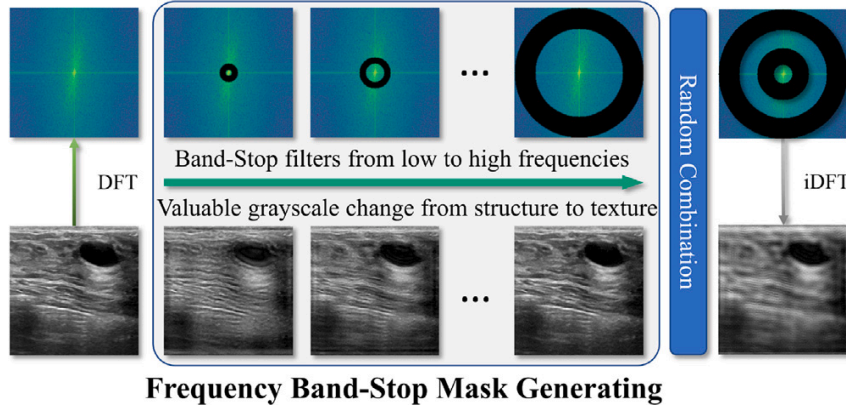 DFT
Band-Stop filters from low to high frequencies
Valuable grayscale change from structure to texture
...
...
Random Combination
iDFT
Frequency Band-Stop Mask Generating